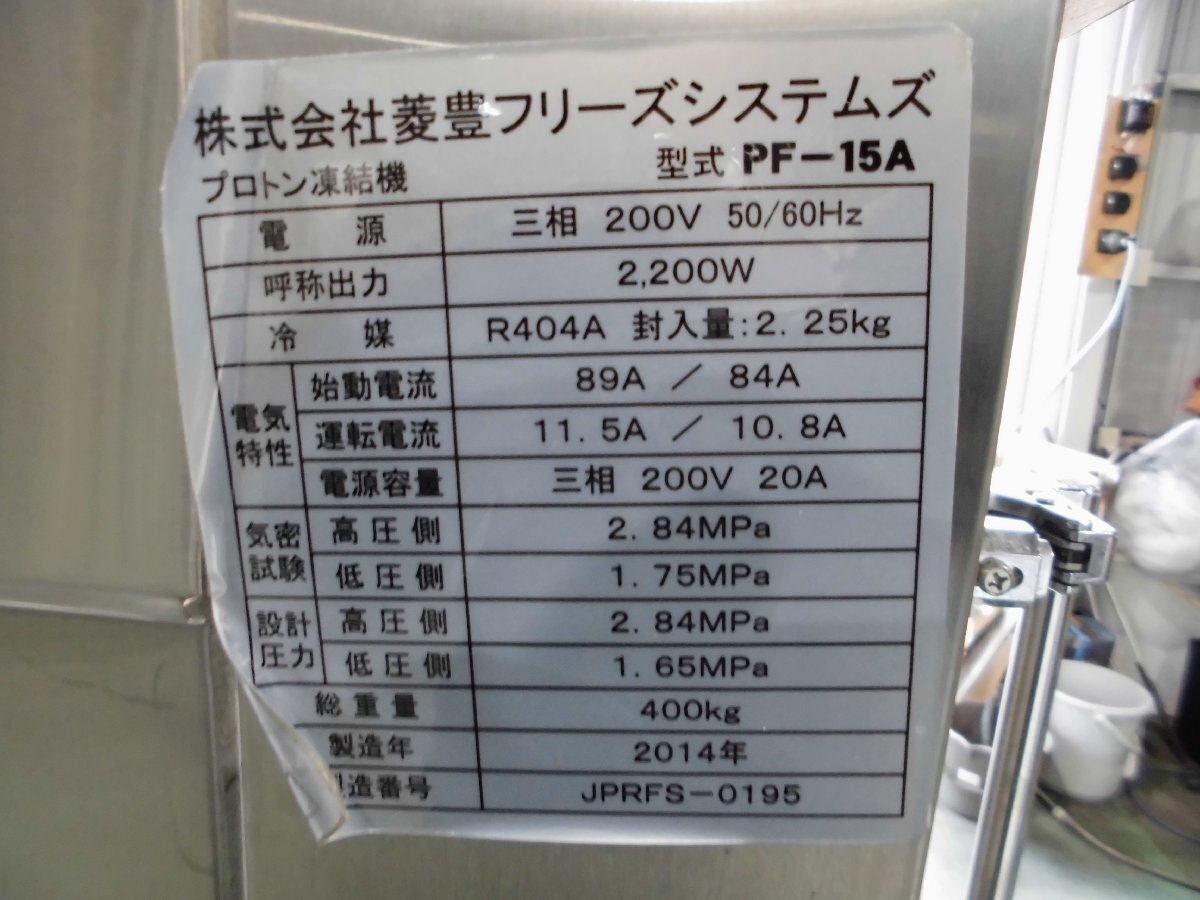 株式会社菱豊フリーズシステムズ
プロトン凍結機 型式 PF-15A
電源 三相 200V 50/60Hz
呼称出力 2,200W
冷媒 R404A 封入量:2.25kg
電気特性 始動電流 89A / 84A
運転電流 11.5A / 10.8A
電源容量 三相 200V 20A
気密試験 高圧側 2.84MPa
低圧側 1.75MPa
設計圧力 高圧側 2.84MPa
低圧側 1.65MPa
総重量 400kg
製造年 2014年
製造番号 JPRFS-0195